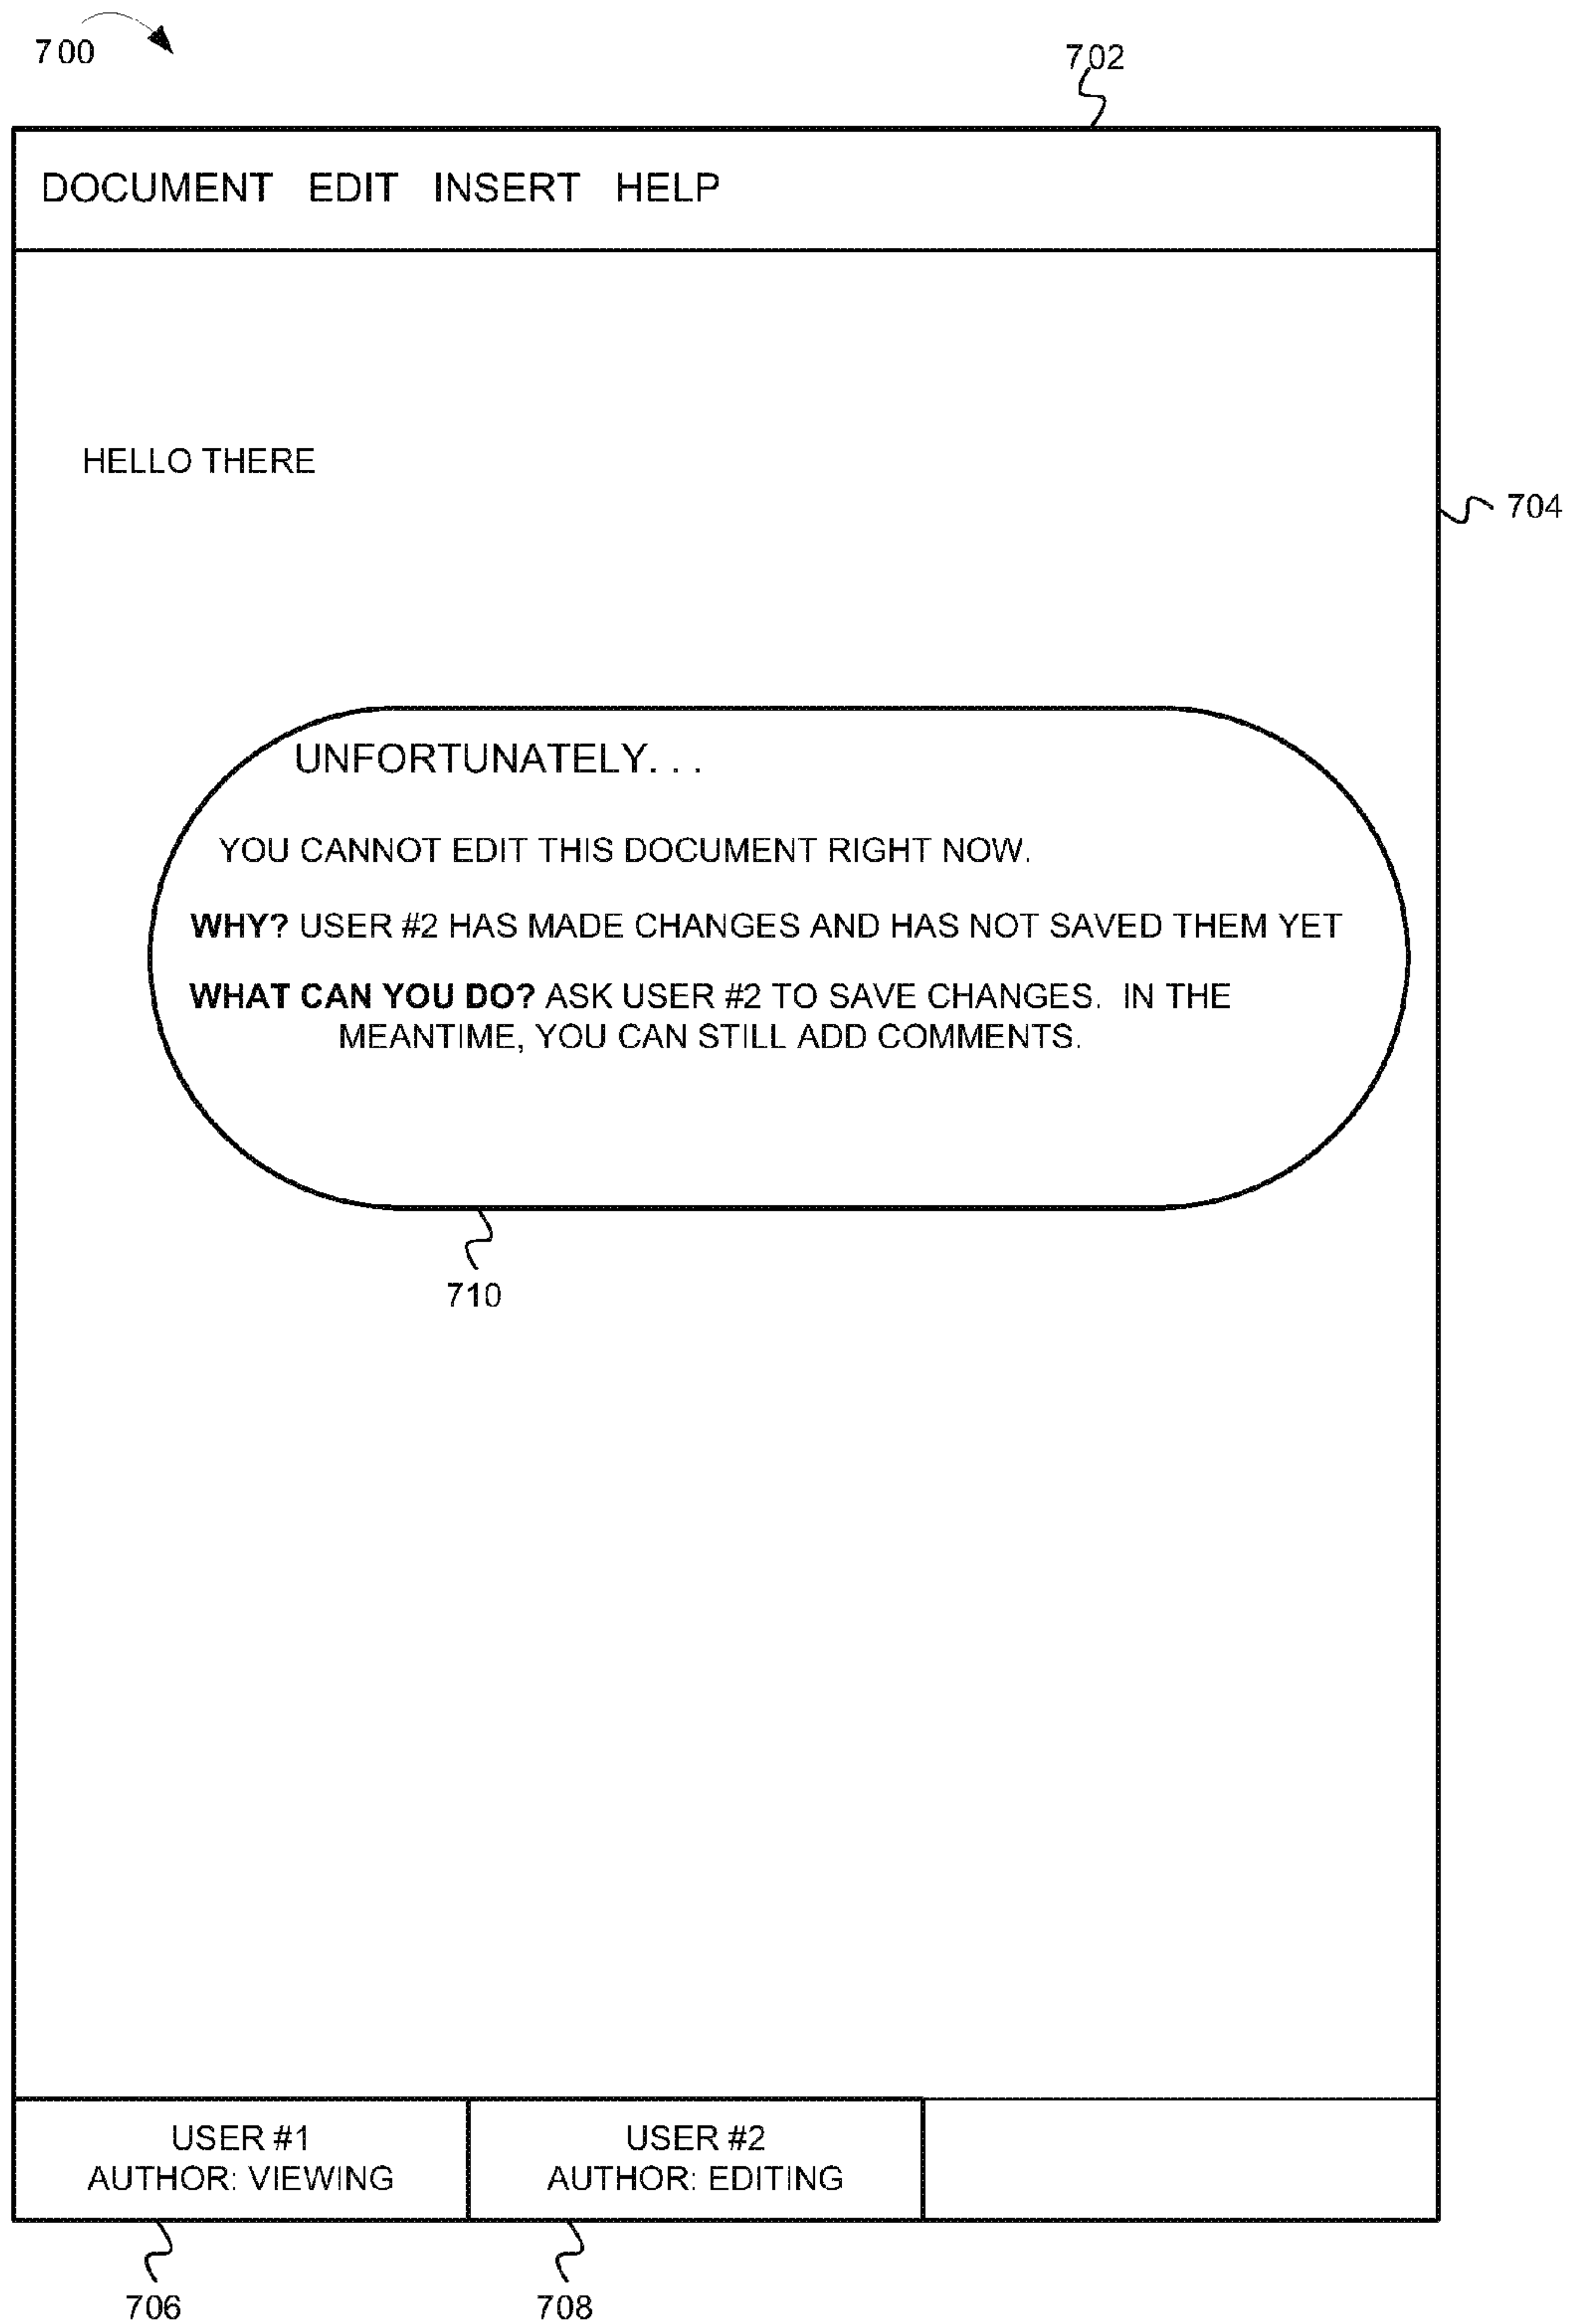 700
702
DOCUMENT EDIT INSERT HELP
HELLO THERE
704
UNFORTUNATELY. . .
YOU CANNOT EDIT THIS DOCUMENT RIGHT NOW.
WHY? USER #2 HAS MADE CHANGES AND HAS NOT SAVED THEM YET
WHAT CAN YOU DO? ASK USER #2 TO SAVE CHANGES. IN THE
MEANTIME, YOU CAN STILL ADD COMMENTS.
710
USER #1
AUTHOR: VIEWING
USER #2
AUTHOR: EDITING
706
708